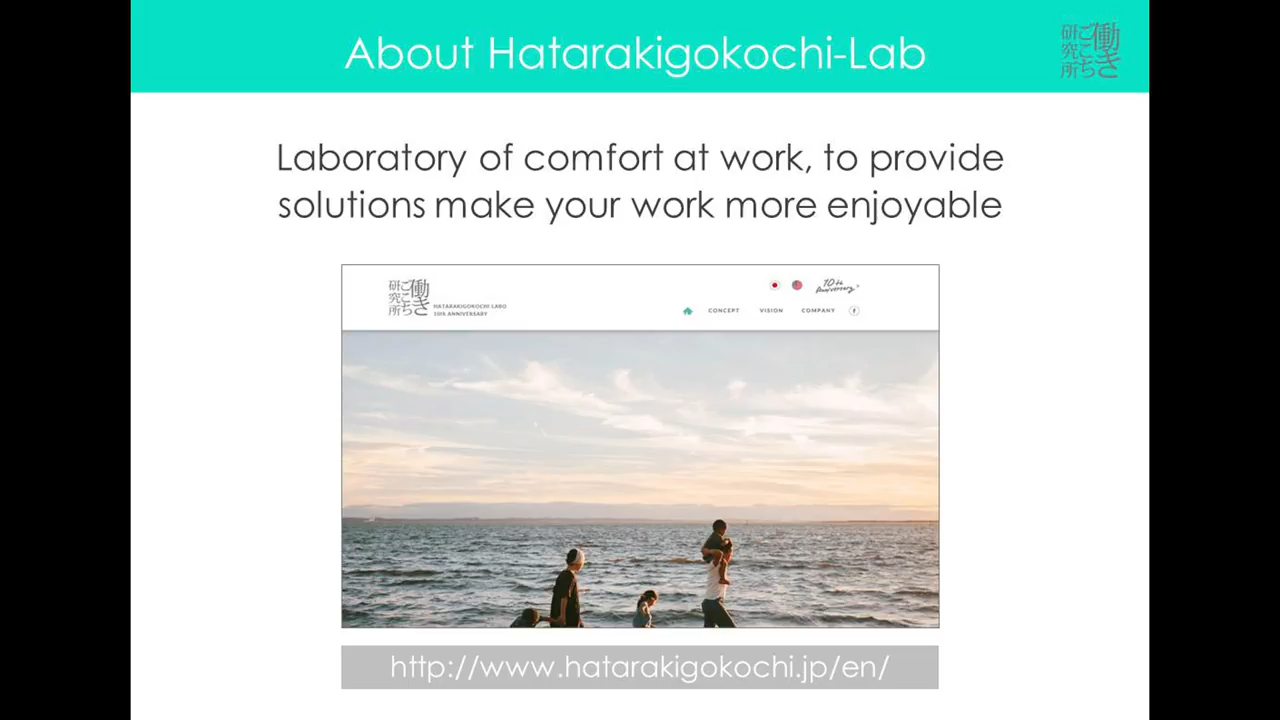 About Hatarakigokochi-Lab
働き
ごこち
研究所
Laboratory of comfort at work, to provide
solutions make your work more enjoyable
働き
ごこち
研究所
HATARAKIGOKOCHI LABO
10th ANNIVERSARY
10th
Anniversary
CONCEPT VISION COMPANY f
http://www.hatarakigokochi.jp/en/